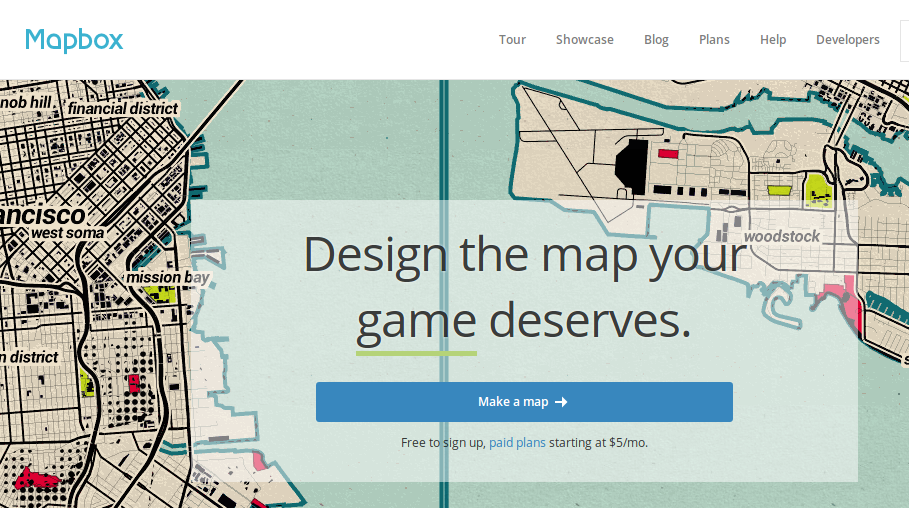 Mapbox
Tour Showcase Blog Plans Help Developers
nob hill
financial district
ancisco
west soma
woodstock
mission bay
Design the map your
game deserves.
n district
Make a map
Free to sign up, paid plans starting at $5/mo.